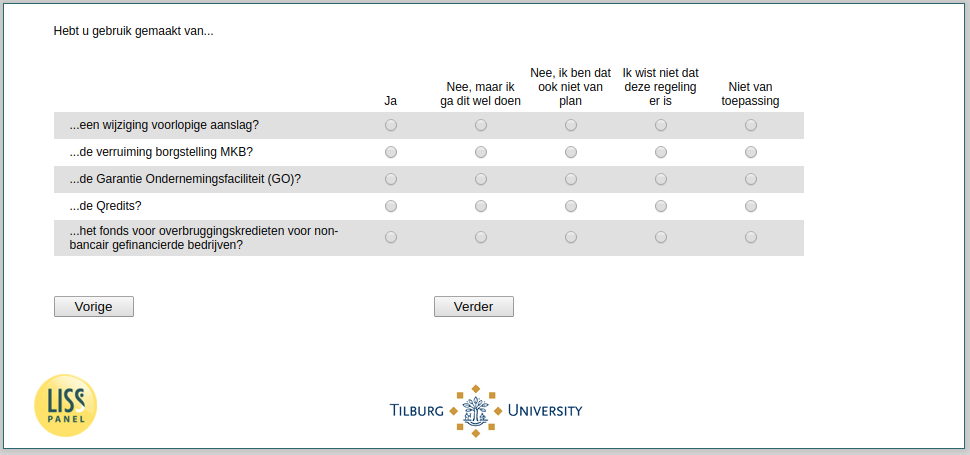 Hebt u gebruik gemaakt van...
Nee, ik ben dat Ik wist niet dat
Nee, maar ik ook niet van deze regeling Niet van
Ja ga dit wel doen plan er is toepassing
...een wijziging voorlopige aanslag?
...de verruiming borgstelling MKB?
...de Garantie Ondernemingsfaciliteit (GO)?
...de Qredits?
...het fonds voor overbruggingskredieten voor non-
bancair gefinancierde bedrijven?
Vorige Verder
LISS
PANEL
TILBURG UNIVERSITY